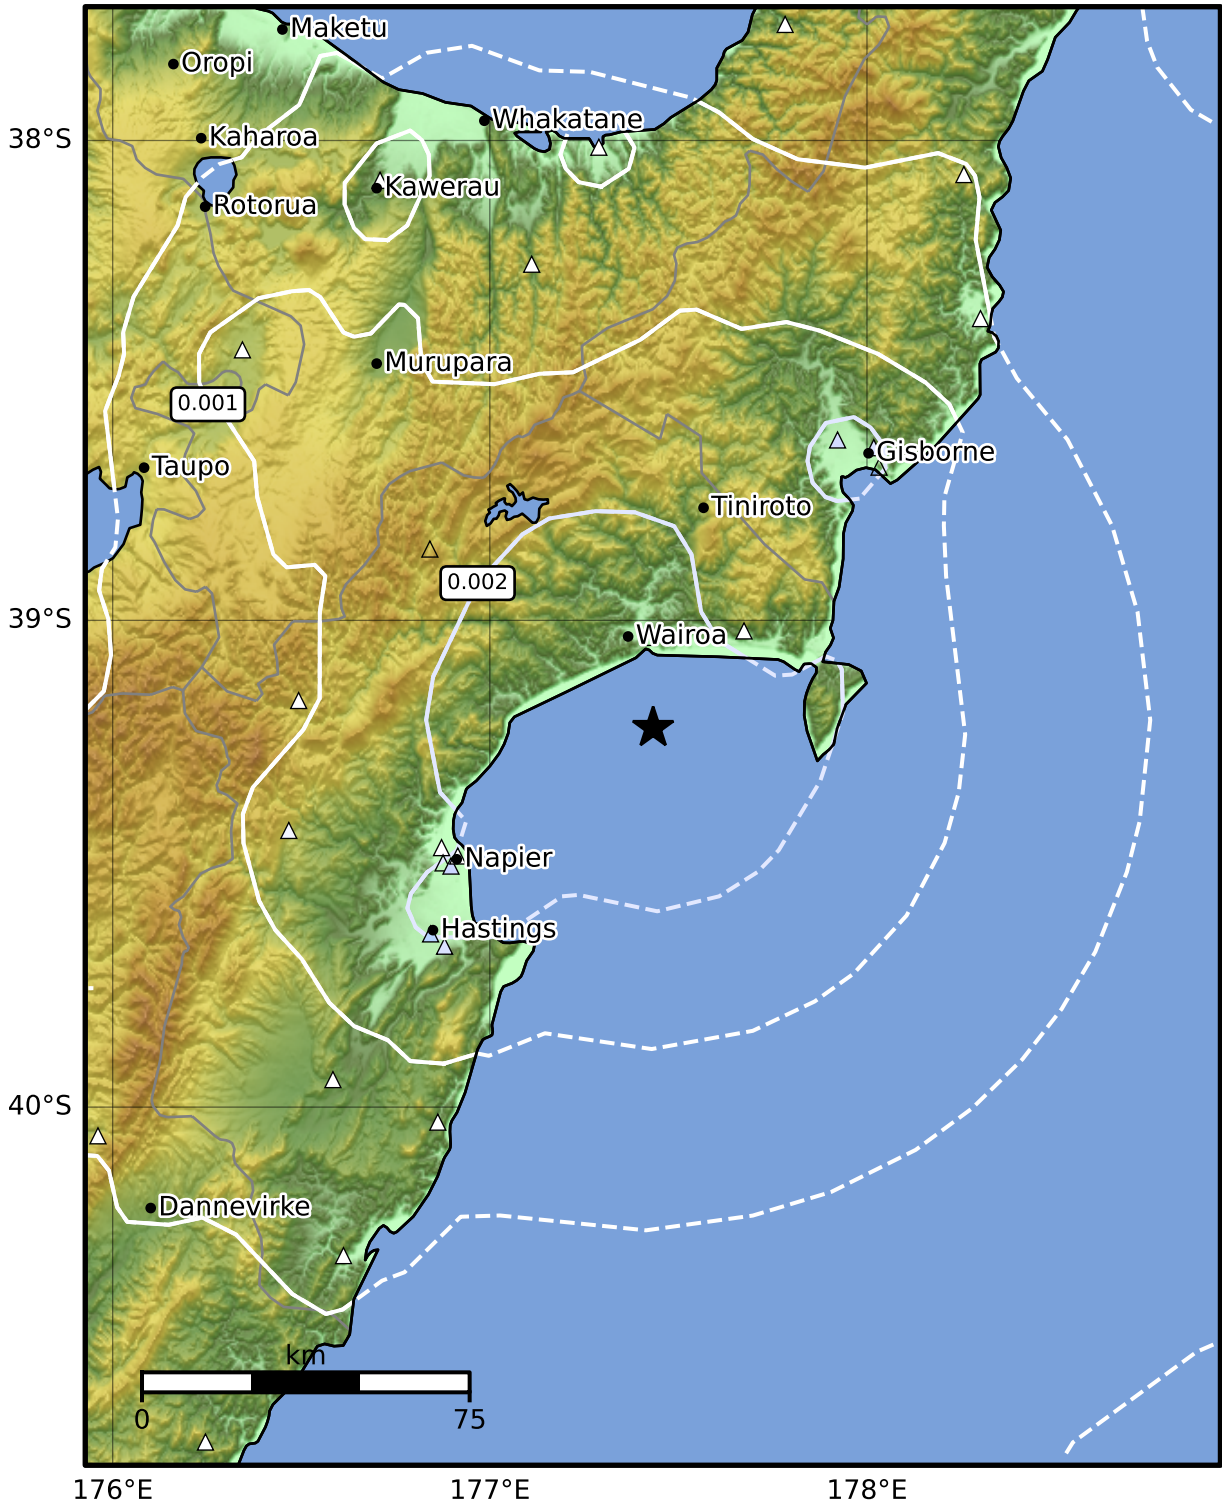 Maketu
Oropi
Whakatane
38°S
Kaharoa
Kawerau
Rotorua
Murupara
0.001
Gisborne
Taupo
Tiniroto
0.002
39°S
Wairoa
Napier
Hastings
40°S
Dannevirke
km
0
75
176°E
177°E
178°E